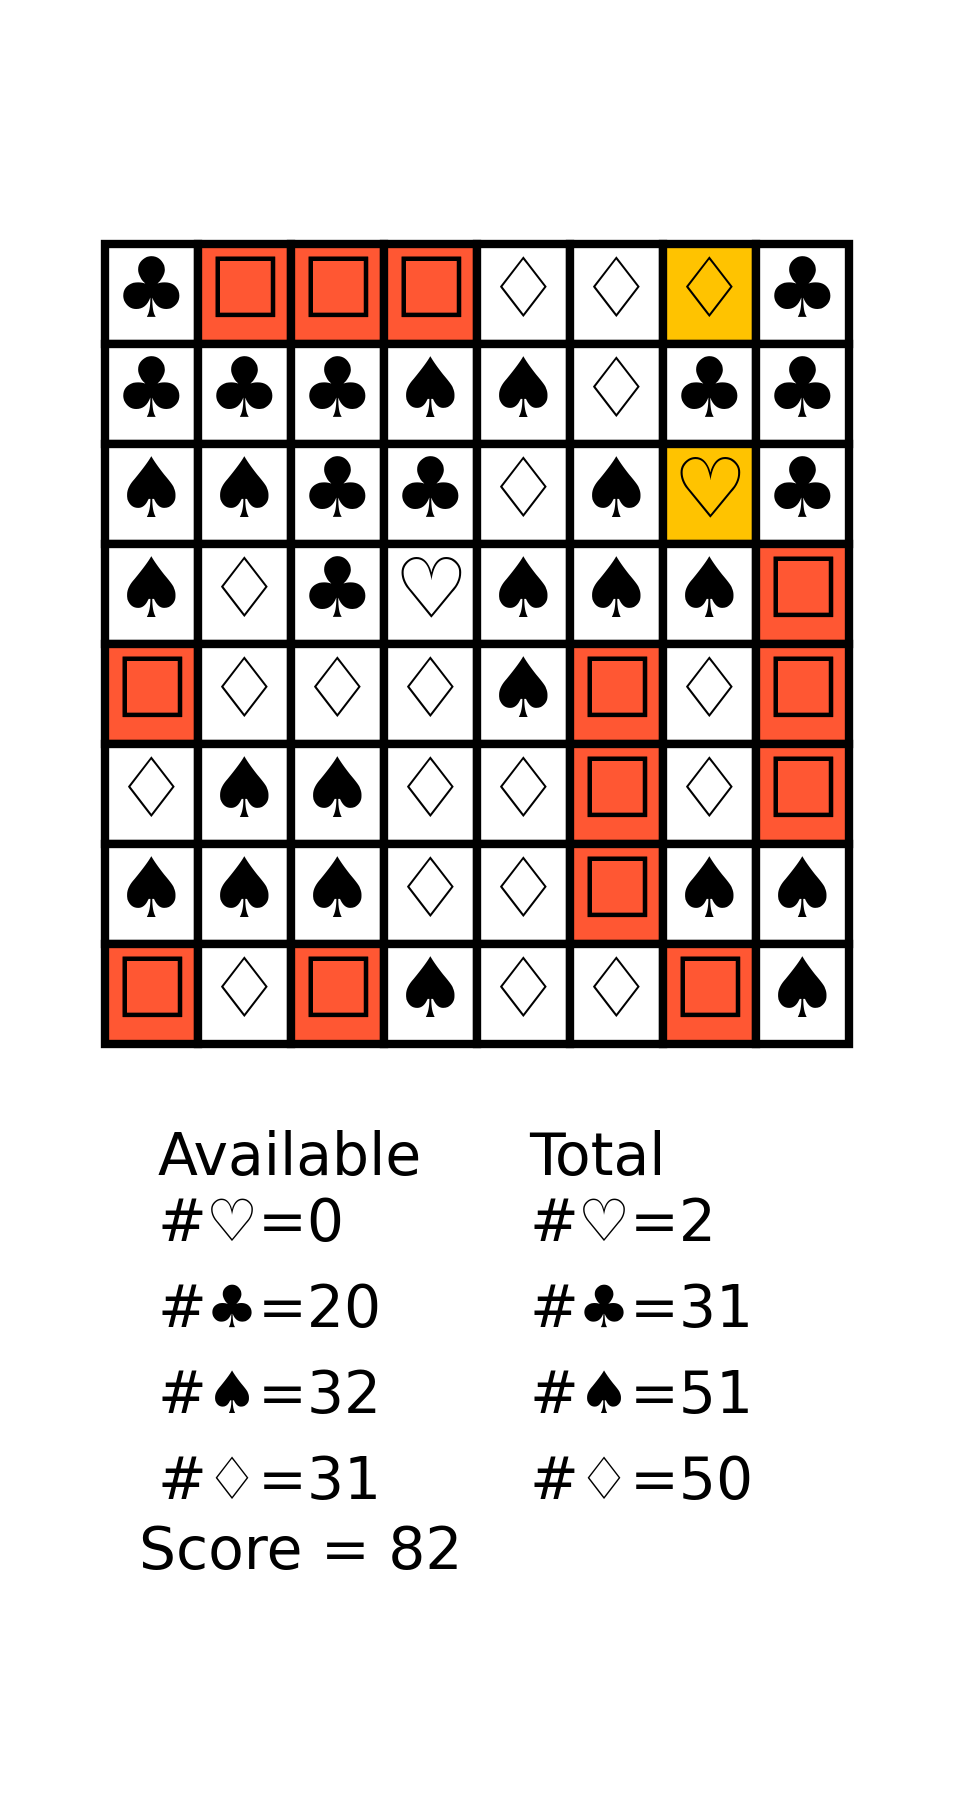 ♣ □ □ □ ♢ ♢ ♢ ♣
♣ ♣ ♣ ♠ ♠ ♢ ♣ ♣
♠ ♠ ♣ ♣ ♢ ♠ ♡ ♣
♠ ♢ ♣ ♡ ♠ ♠ ♠ □
□ ♢ ♢ ♢ ♠ □ ♢ □
♢ ♠ ♠ ♢ ♢ □ ♢ □
♠ ♠ ♠ ♢ ♢ □ ♠ ♠
□ ♢ □ ♠ ♢ ♢ □ ♠
Available Total
#♡=0 #♡=2
#♣=20 #♣=31
#♠=32 #♠=51
#♢=31 #♢=50
Score = 82